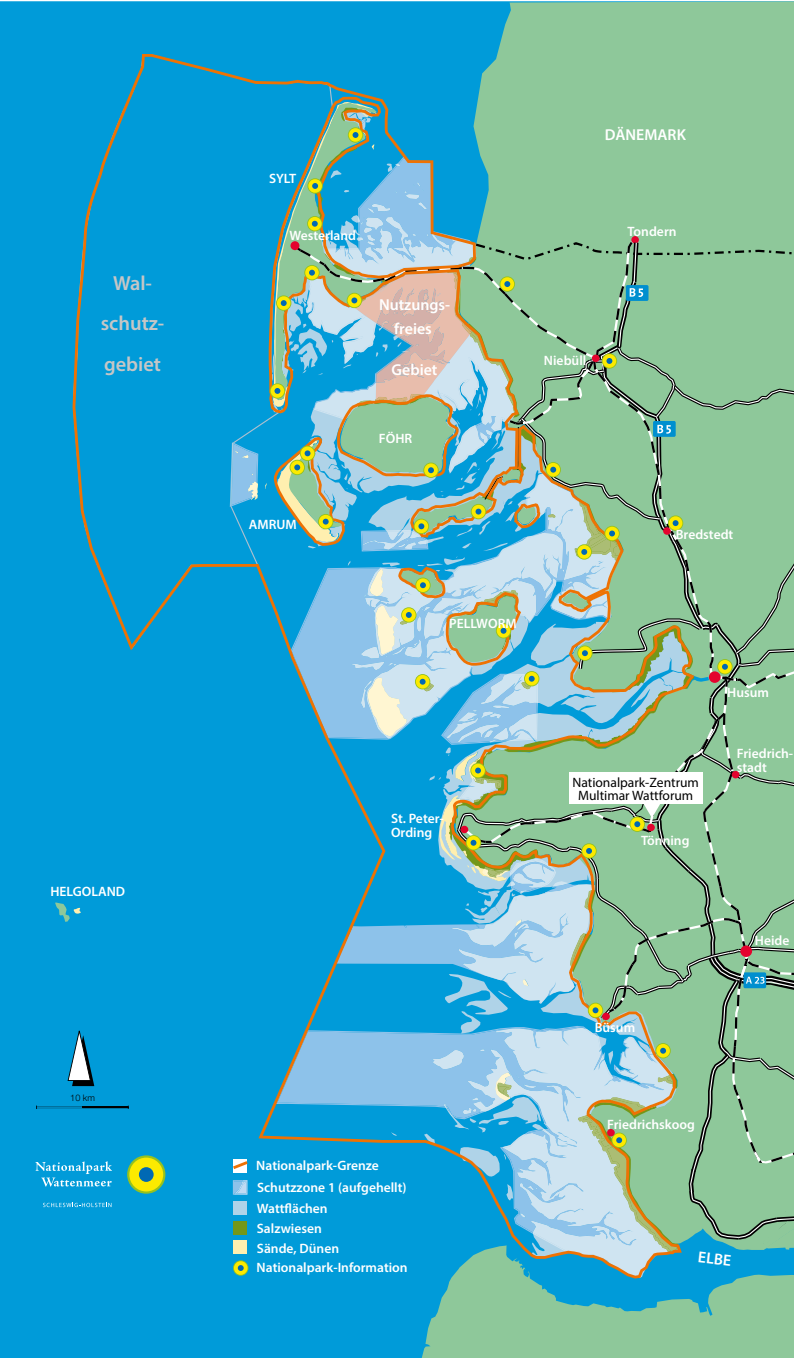 DÄNEMARK
SYLT
Westerland
Tondern
Wal-
schutz-
gebiet
B 5
Nutzungs-
freies
Gebiet
Niebüll
B 5
FÖHR
AMRUM
Bredstedt
PELLWORM
Husum
Friedrich-
stadt
Nationalpark-Zentrum
Multimar Wattforum
St. Peter-
Ording
Tönning
HELGOLAND
Heide
A 23
Büsum
10 km
Friedrichskoog
Nationalpark
Wattenmeer
SCHLESWIG-HOLSTEIN
Nationalpark-Grenze
Schutzzone 1 (aufgehellt)
Wattflächen
Salzwiesen
Sände, Dünen
Nationalpark-Information
ELBE